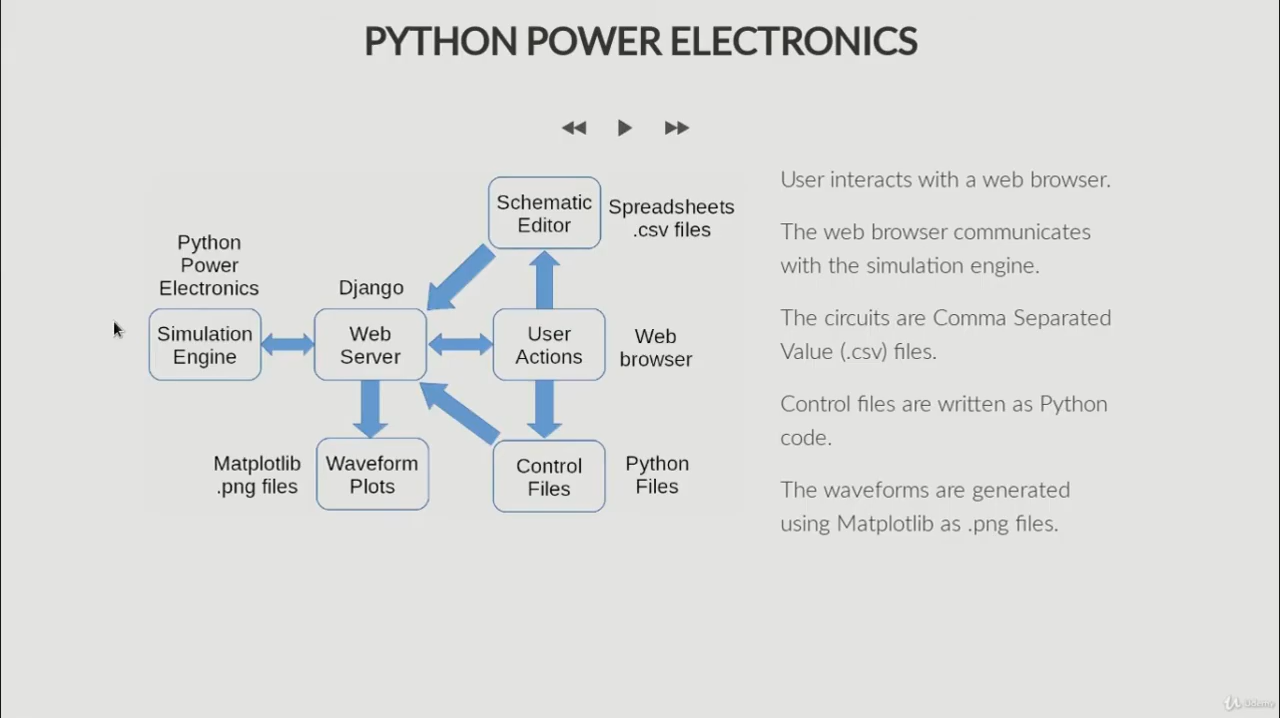 PYTHON POWER ELECTRONICS
Schematic
Editor
Spreadsheets
.csv files
Python
Power
Electronics
Django
Simulation
Engine
Web
Server
User
Actions
Web
browser
Matplotlib
.png files
Waveform
Plots
Control
Files
Python
Files
User interacts with a web browser.
The web browser communicates
with the simulation engine.
The circuits are Comma Separated
Value (.csv) files.
Control files are written as Python
code.
The waveforms are generated
using Matplotlib as .png files.
Udemy